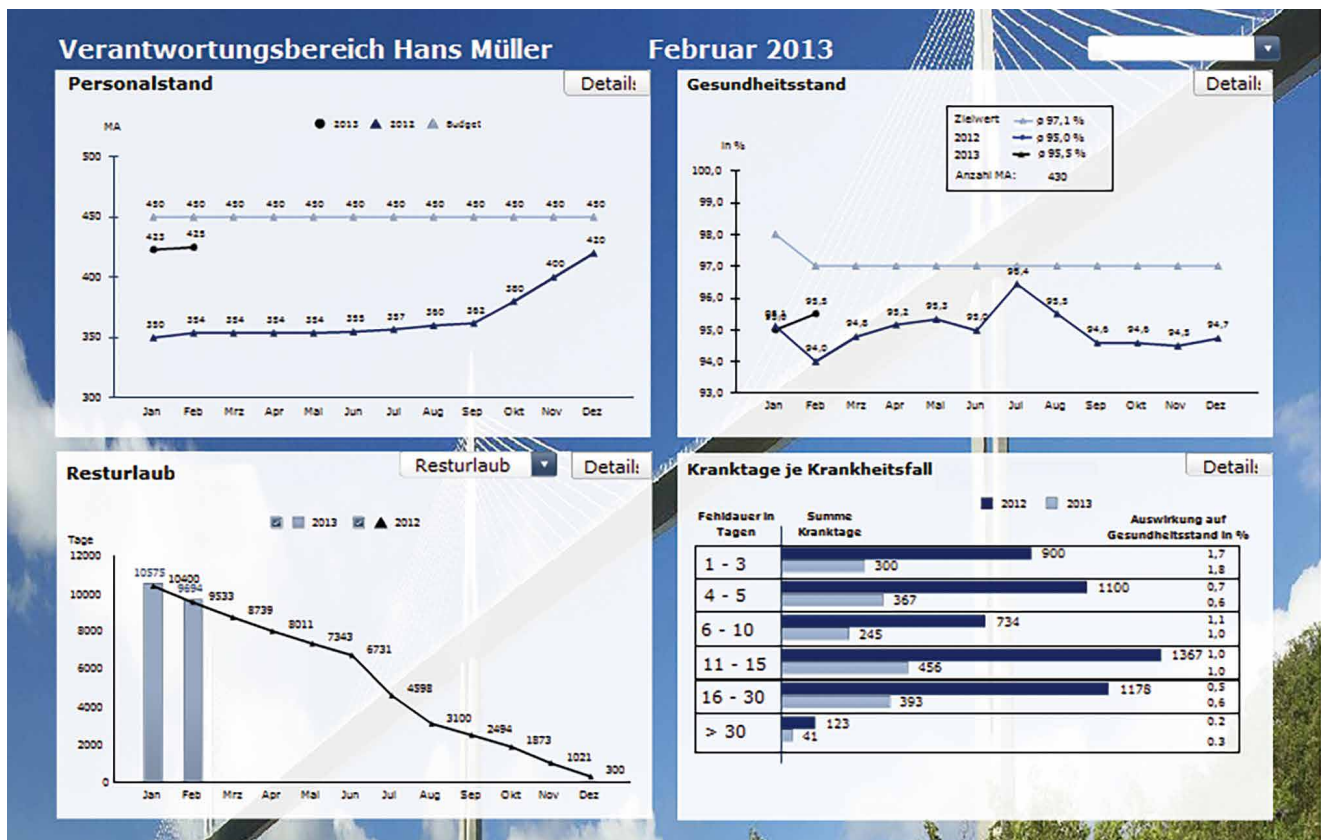 Verantwortungsbereich Hans Müller Februar 2013
Personalstand Details
MA
2013 2012 Budget
500
450
400
350
300
450 450 450 450 450 450 450 450 450 450 450 450
423 425
350 354 354 354 354 355 357 360 362 380 400 420
Jan Feb Mrz Apr Mai Jun Jul Aug Sep Okt Nov Dez
Gesundheitsstand Details
Zielwert ø 97,1 %
2012 ø 95,0 %
2013 ø 95,5 %
Anzahl MA: 430
in %
100,0
99,0
98,0
97,0
96,0
95,0
94,0
93,0
95,1 94,0 94,8 95,2 95,3 95,0 95,4 95,5 94,6 94,6 94,5 94,7
95,0 95,5
Jan Feb Mrz Apr Mai Jun Jul Aug Sep Okt Nov Dez
Resturlaub Resturlaub Details
2013 2012
Tage
12000
10000
8000
6000
4000
2000
0
10575 9694
10400 9533 8739 8011 7343 6731 4598 3100 2494 1873 1021 300
Jan Feb Mrz Apr Mai Jun Jul Aug Sep Okt Nov Dez
Kranktage je Krankheitsfall Details
2012 2013
Fehldauer in Summe Auswirkung auf
Tagen Kranktage Gesundheitsstand in %
1 - 3 900 1,7
300 1,8
4 - 5 1100 0,7
367 0,6
6 - 10 734 1,1
245 1,0
11 - 15 1367 1,0
456 1,0
16 - 30 1178 0,5
393 0,6
> 30 123 0.2
41 0.3